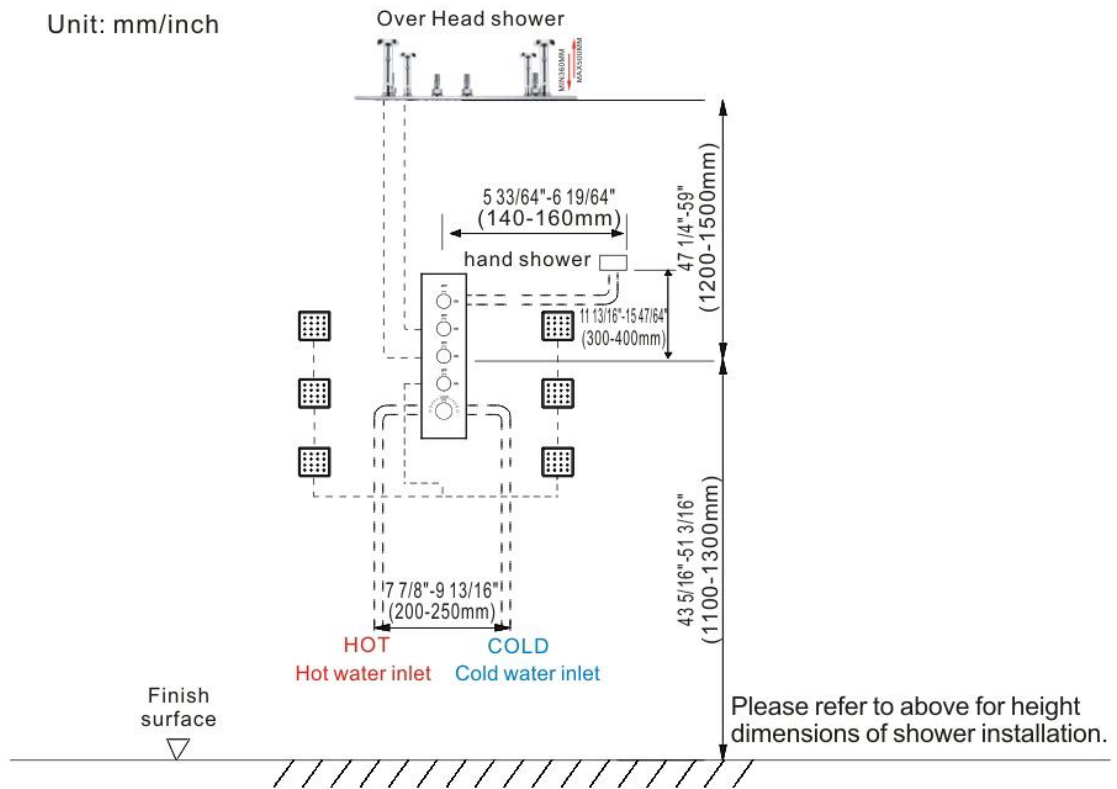 Unit: mm/inch
Over Head shower
MIN360MM
MAX600MM
5 33/64"-6 19/64"
(140-160mm)
hand shower
47 1/4"-59"
(1200-1500mm)
11 13/16"-15 47/64"
(300-400mm)
43 5/16"-51 3/16"
(1100-1300mm)
7 7/8"-9 13/16"
(200-250mm)
HOT
COLD
Hot water inlet
Cold water inlet
Finish
surface
Please refer to above for height
dimensions of shower installation.